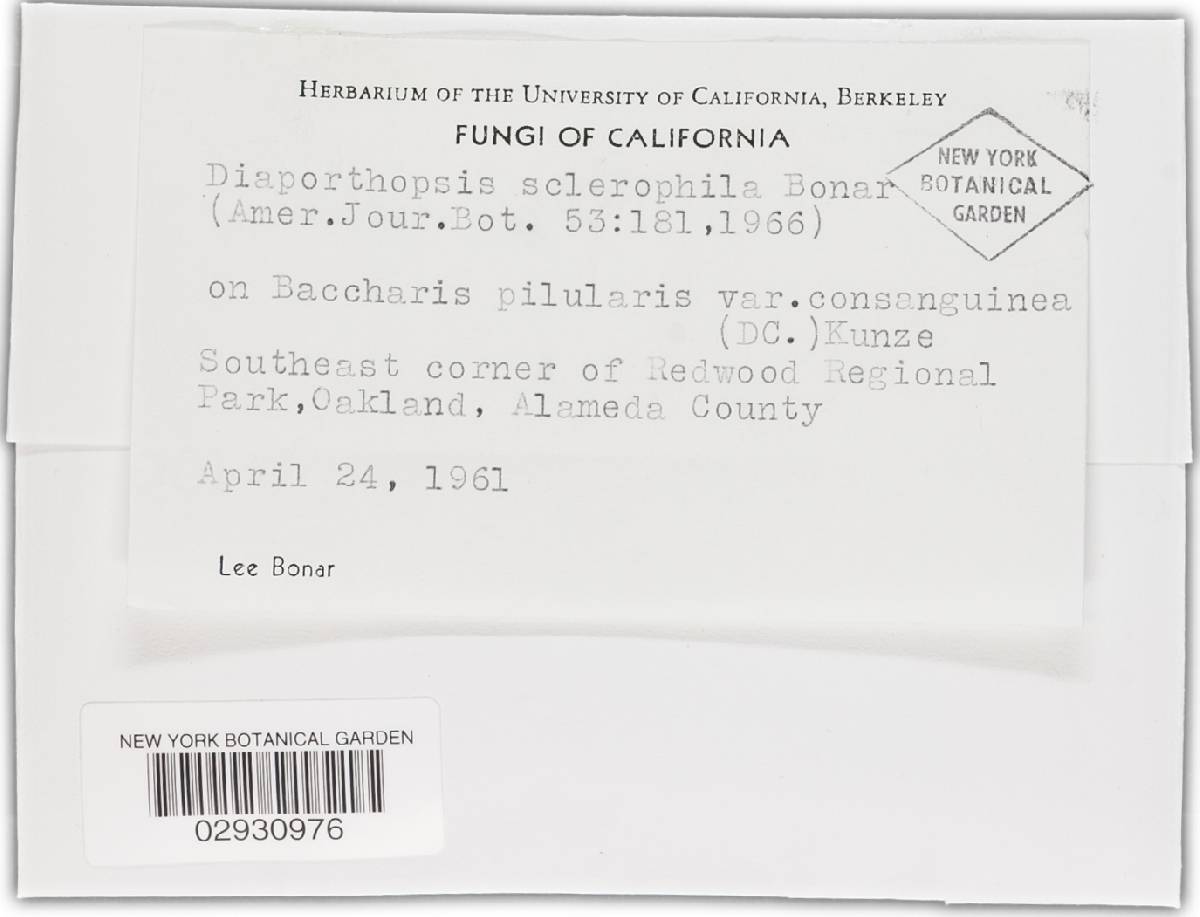 HERBARIUM OF THE UNIVERSITY OF CALIFORNIA, BERKELEY
FUNGI OF CALIFORNIA
NEW YORK
BOTANICAL
GARDEN
Diaporthopsis sclerophila Bonar
(Amer.Jour.Bot. 53:181,1966)
on Baccharis pilularis var.consanguinea
(DC.)Kunze
Southeast corner of Redwood Regional
Park,Oakland, Alameda County
April 24, 1961
Lee Bonar
NEW YORK BOTANICAL GARDEN
02930976